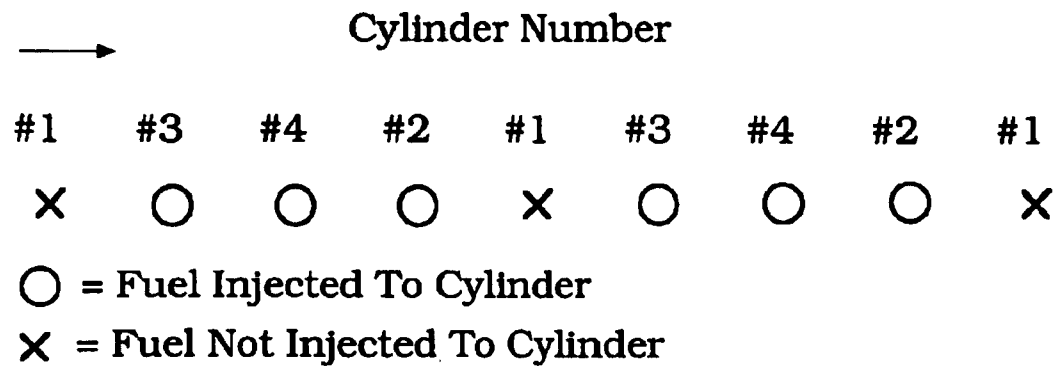 Cylinder Number
#1 #3 #4 #2 #1 #3 #4 #2 #1
X O O O X O O O X
O = Fuel Injected To Cylinder
X = Fuel Not Injected To Cylinder